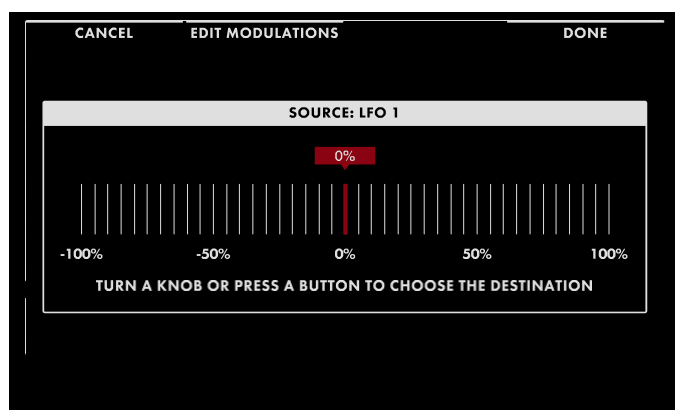 CANCEL EDIT MODULATIONS DONE
SOURCE: LFO 1
0%
-100% -50% 0% 50% 100%
TURN A KNOB OR PRESS A BUTTON TO CHOOSE THE DESTINATION